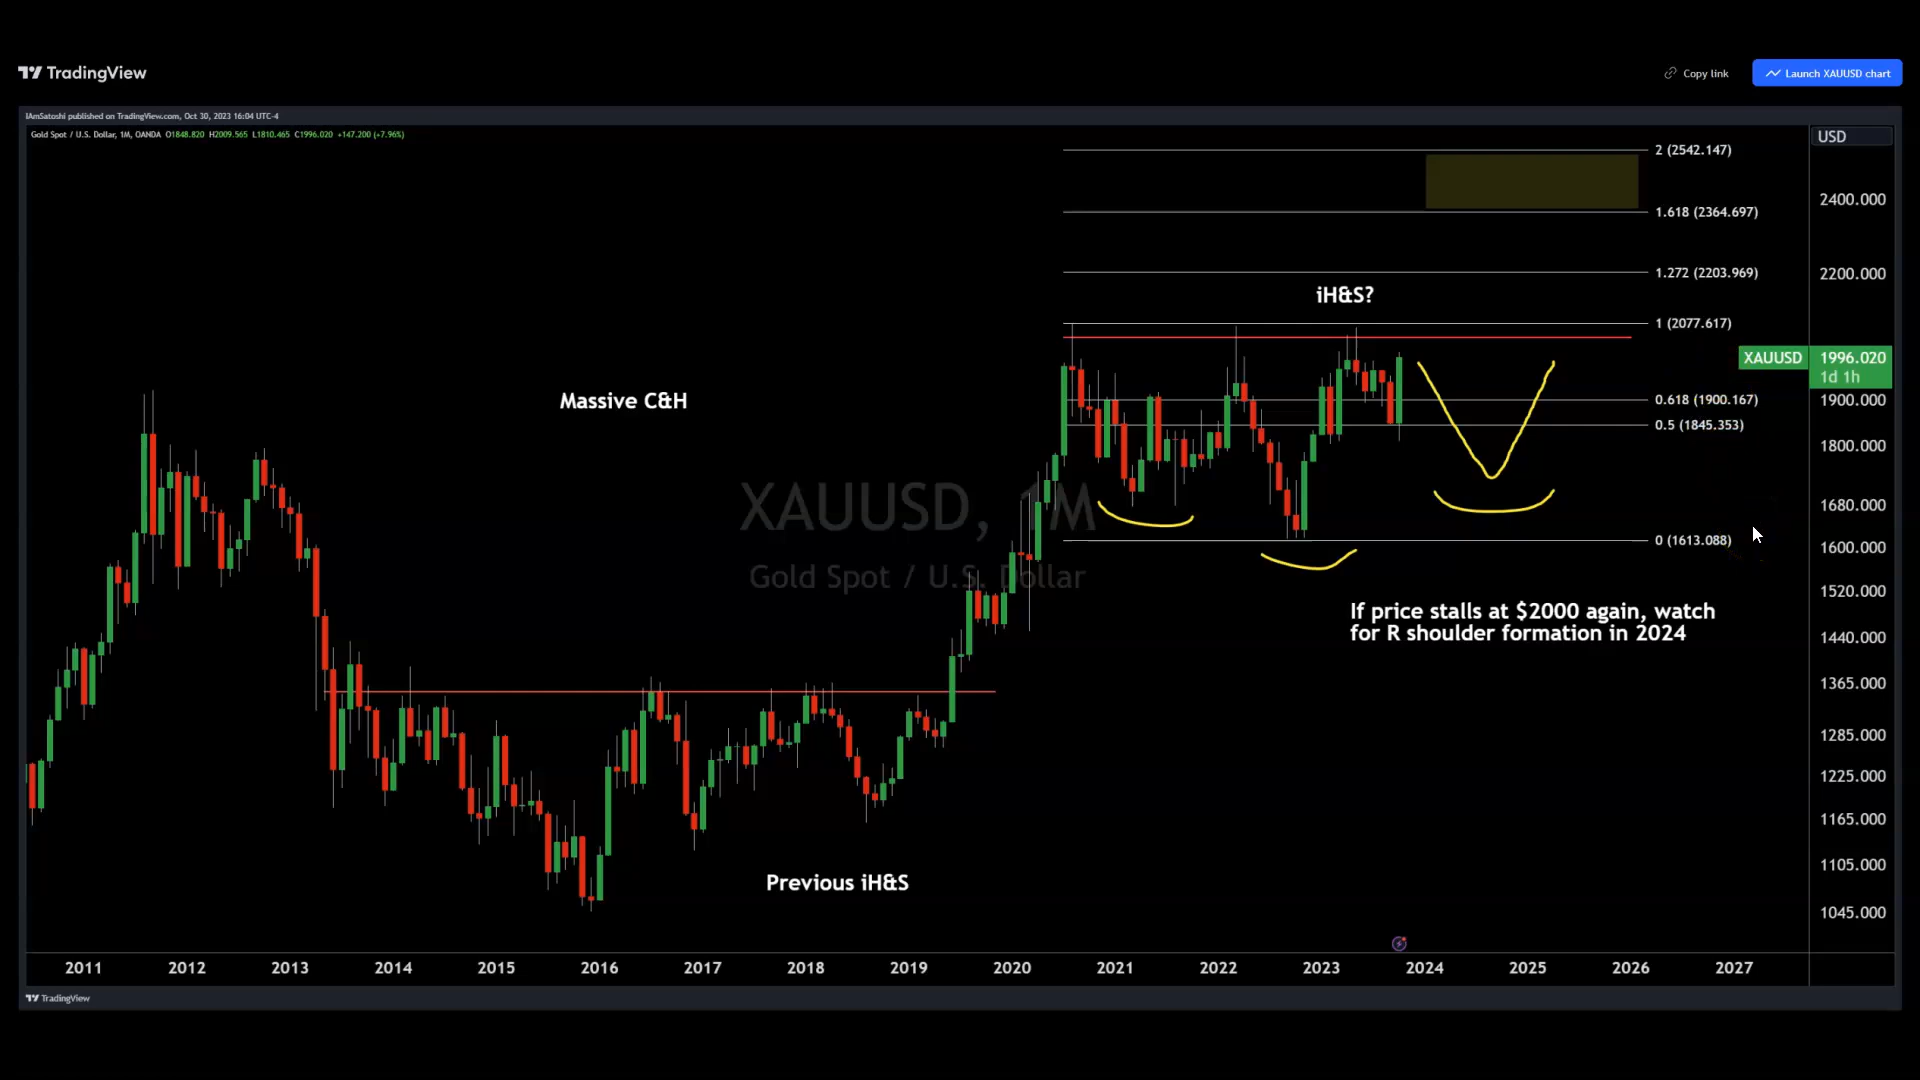 TradingView
Copy link
Launch XAUUSD chart
IAmSatoshi published on TradingView.com, Oct 30, 2023 16:04 UTC-4
Gold Spot / U.S. Dollar, 1M, OANDA O1848.820 H2009.565 L1810.465 C1996.020 +147.200 (+7.96%)
USD
2 (2542.147)
2400.000
1.618 (2364.697)
1.272 (2203.969)
2200.000
iH&S?
1 (2077.617)
XAUUSD 1996.020
1d 1h
Massive C&H
0.618 (1900.167)
1900.000
0.5 (1845.353)
1800.000
XAUUSD, 1M
1680.000
0 (1613.088)
1600.000
Gold Spot / U.S. Dollar
1520.000
If price stalls at $2000 again, watch
for R shoulder formation in 2024
1440.000
1365.000
1285.000
1225.000
1165.000
1105.000
Previous iH&S
1045.000
2011 2012 2013 2014 2015 2016 2017 2018 2019 2020 2021 2022 2023 2024 2025 2026 2027
TradingView